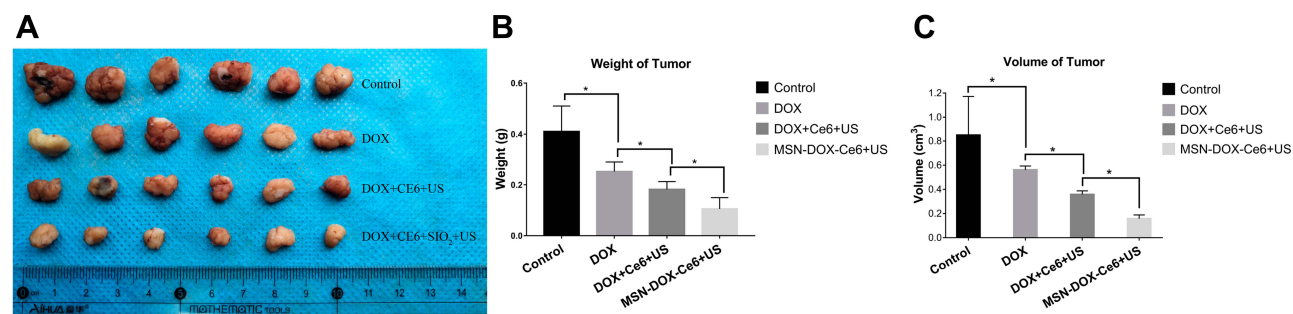 A
Control
DOX
DOX+CE6+US
DOX+CE6+SIO₂+US
0 cm 1 2 3 4 5 6 7 8 9 10 11 12 13 14
MATHEMATIC TOOLS
B
Weight of Tumor
Weight (g)
0.6
0.4
0.2
0.0
*
*
*
Control
DOX
DOX+Ce6+US
MSN-DOX-Ce6+US
Control
DOX
DOX+Ce6+US
MSN-DOX-Ce6+US
C
Volume of Tumor
Volume (cm³)
1.2
1.0
0.8
0.6
0.4
0.2
0.0
*
*
*
Control
DOX
DOX+Ce6+US
MSN-DOX-Ce6+US
Control
DOX
DOX+Ce6+US
MSN-DOX-Ce6+US